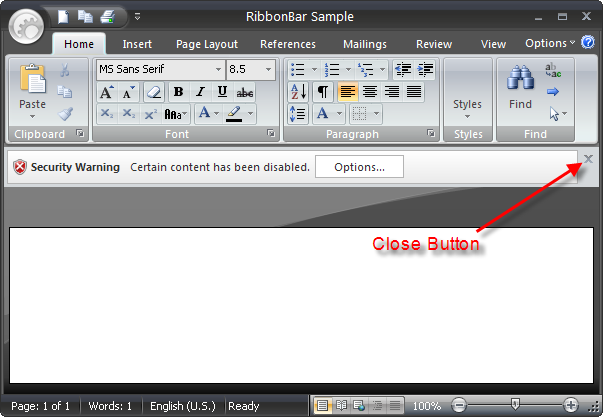 RibbonBar Sample
Home Insert Page Layout References Mailings Review View Options
MS Sans Serif 8.5
Paste
Styles
Find
Clipboard Font Paragraph Styles Find
Security Warning Certain content has been disabled. Options...
Close Button
Page: 1 of 1 Words: 1 English (U.S.) Ready 100%